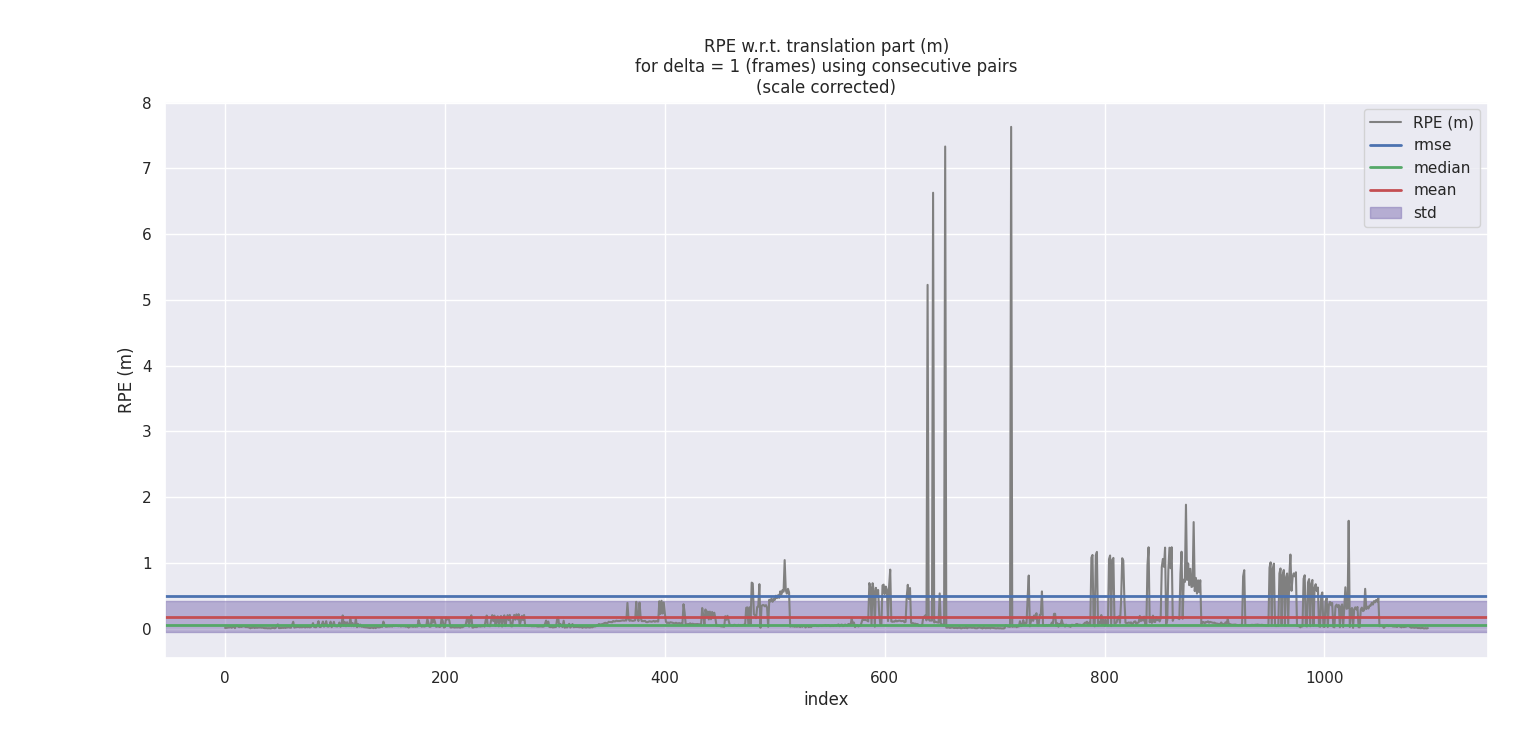 RPE w.r.t. translation part (m)
for delta = 1 (frames) using consecutive pairs
(scale corrected)
8
7
6
5
4
3
2
1
0
RPE (m)
RPE (m)
rmse
median
mean
std
0 200 400 600 800 1000
index